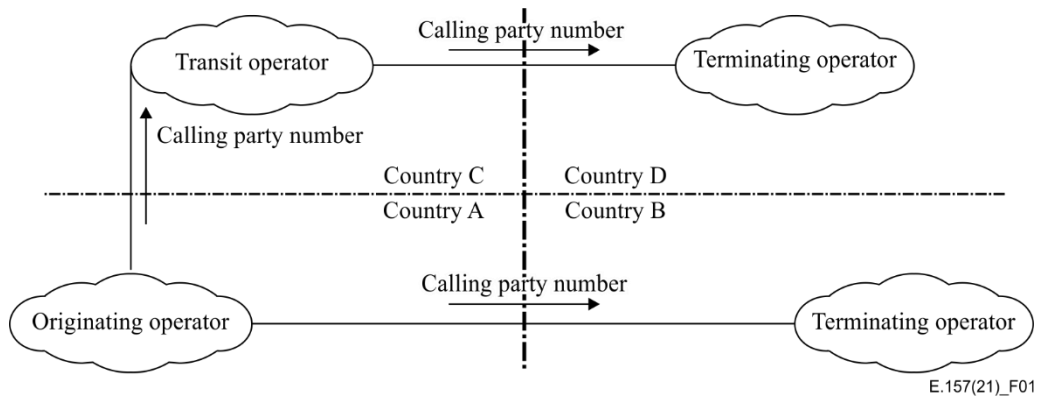 Calling party number
Transit operator
Terminating operator
Calling party number
Country C
Country D
Country A
Country B
Calling party number
Originating operator
Terminating operator
E.157(21)_F01